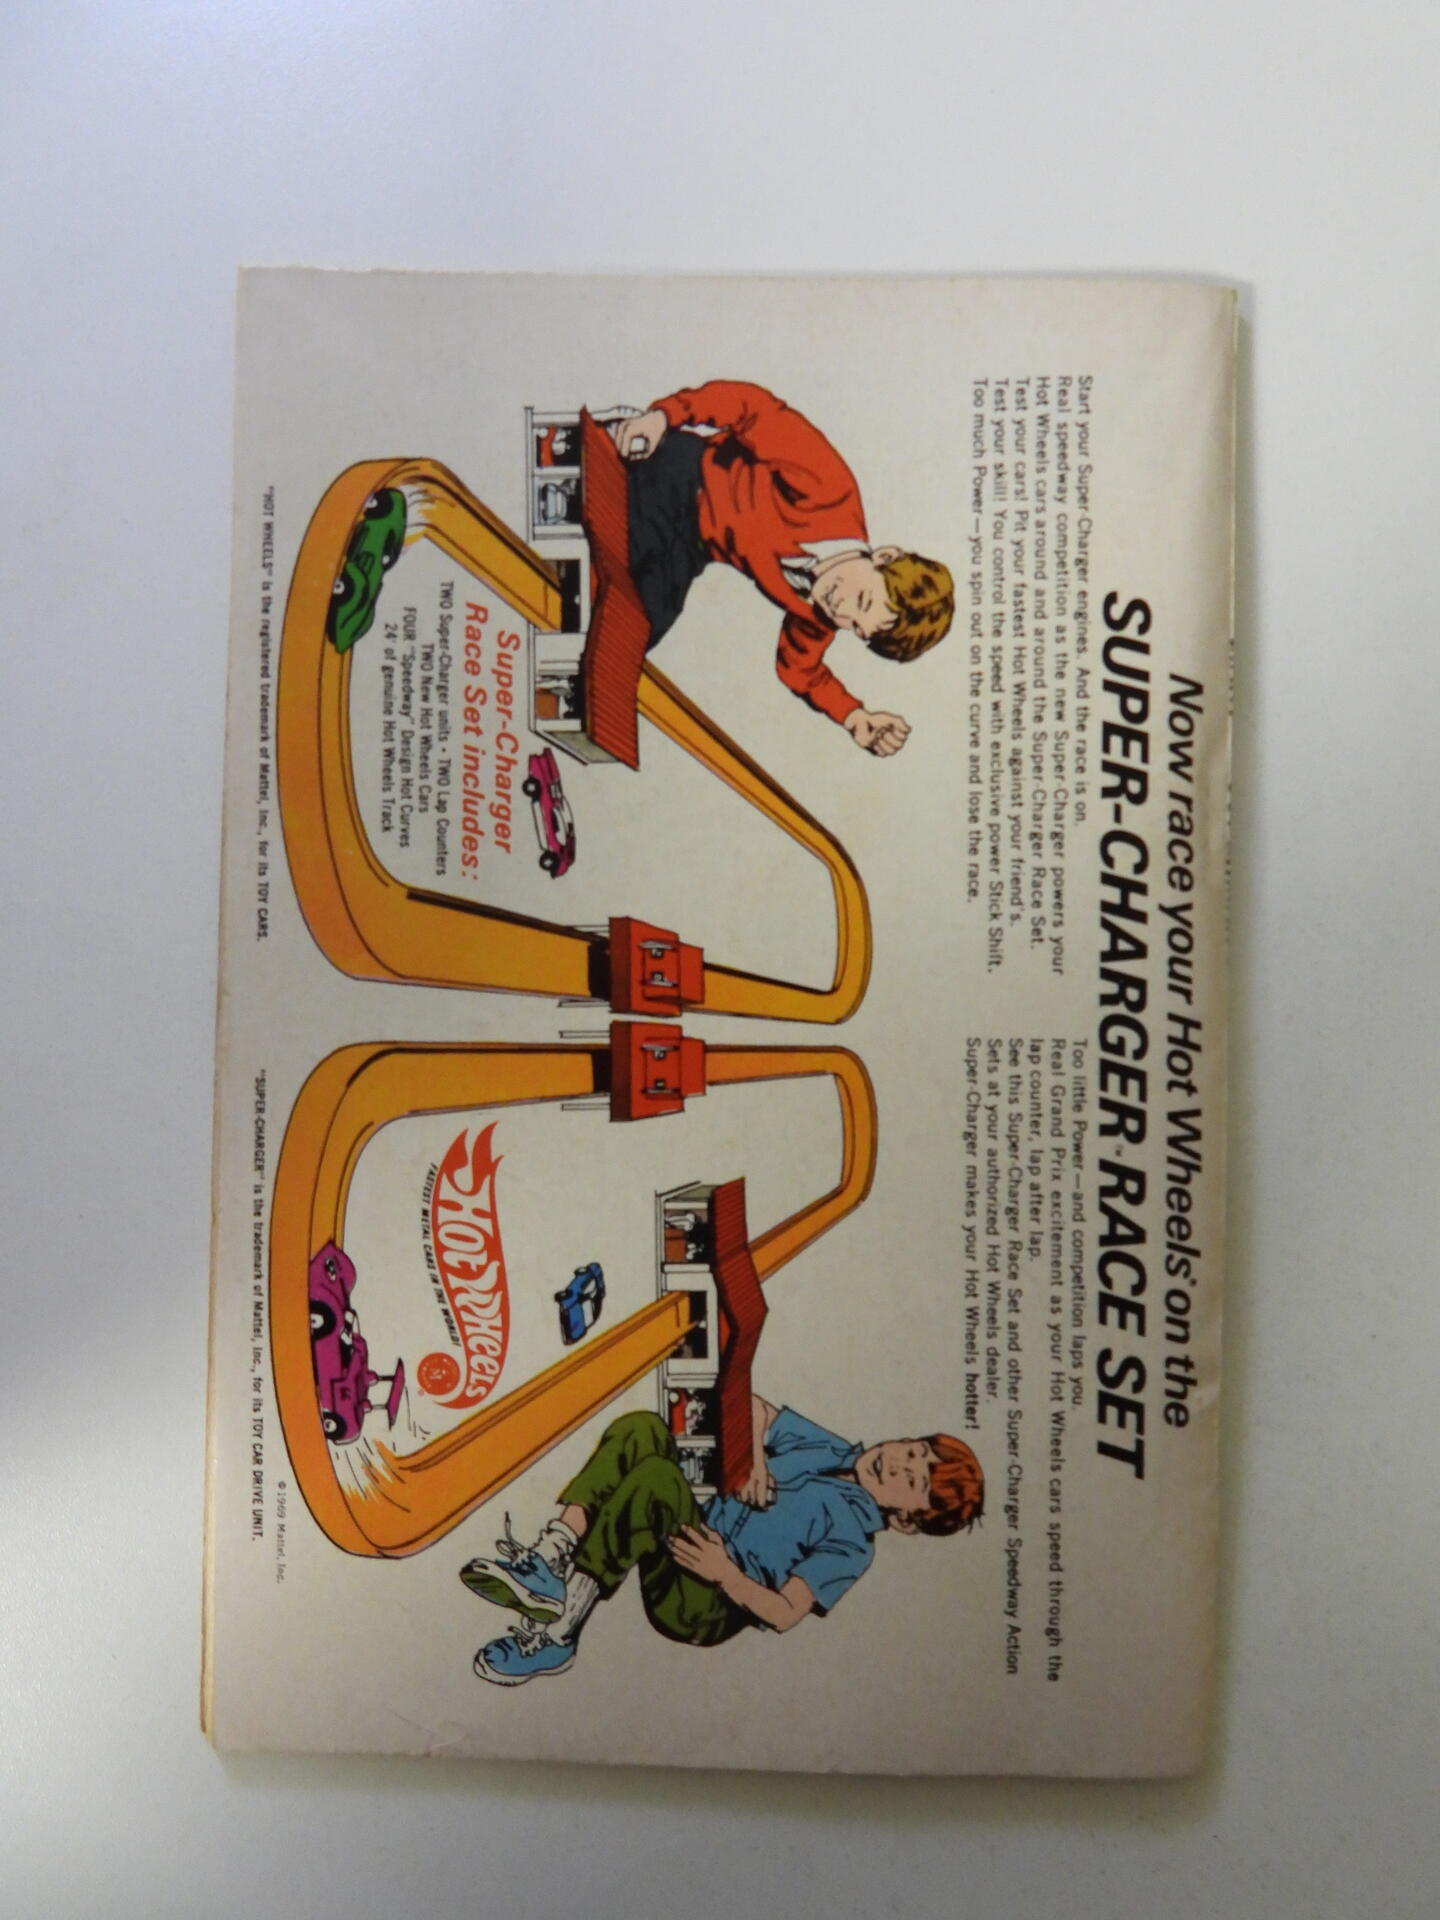 Now race your Hot Wheels® on the
SUPER-CHARGER™ RACE SET
Start your Super-Charger engines. And the race is on.
Real speedway competition as the new Super-Charger powers your
Hot Wheels cars around and around the Super-Charger Race Set.
Test your cars! Pit your fastest Hot Wheels against your friend's.
Test your skill! You control the speed with exclusive power Stick Shift.
Too much Power—you spin out on the curve and lose the race.
Too little Power—and competition laps you.
Real Grand Prix excitement as your Hot Wheels cars speed through the
lap counter, lap after lap.
See this Super-Charger Race Set and other Super-Charger Speedway Action
Sets at your authorized Hot Wheels dealer.
Super-Charger makes your Hot Wheels hotter!
Super-Charger
Race Set includes:
TWO Super-Charger units • TWO Lap Counters
TWO New Hot Wheels Cars
FOUR "Speedway" Design Hot Curves
24' of genuine Hot Wheels Track
HOT WHEELS
FASTEST METAL CARS IN THE WORLD!
©1969 Mattel, Inc.
"HOT WHEELS" is the registered trademark of Mattel, Inc., for its TOY CARS.
"SUPER-CHARGER" is the trademark of Mattel, Inc., for its TOY CAR DRIVE UNIT.